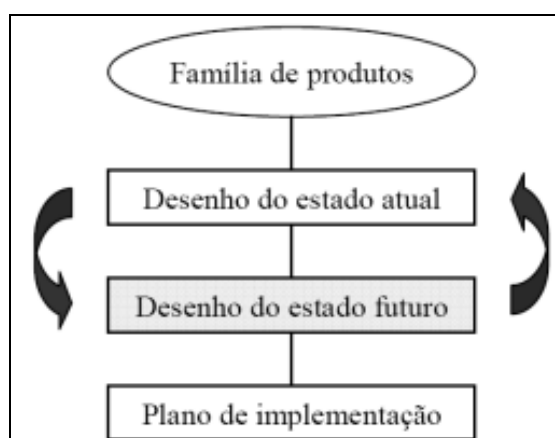 Família de produtos
Desenho do estado atual
Desenho do estado futuro
Plano de implementação